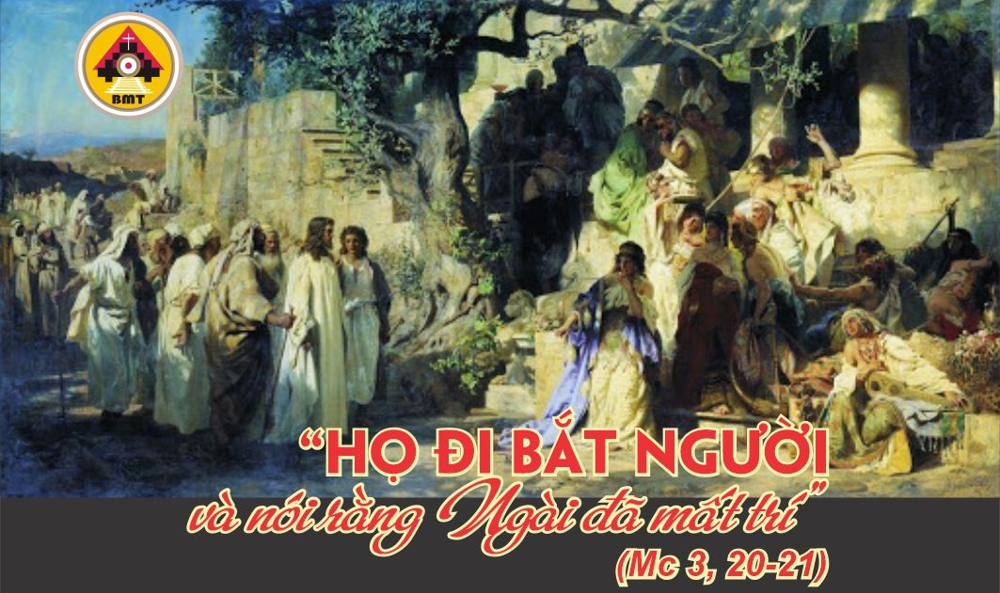 BMT
“HỌ ĐI BẮT NGƯỜI
và nói rằng Ngài đã mất trí”
(Mc 3, 20-21)